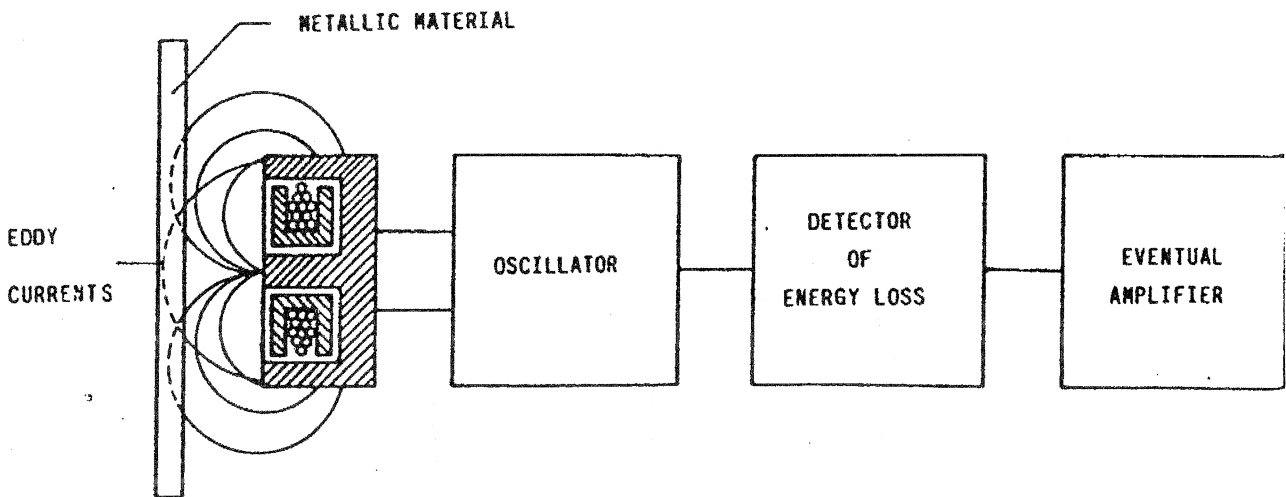 METALLIC MATERIAL
EDDY
CURRENTS
OSCILLATOR
DETECTOR
OF
ENERGY LOSS
EVENTUAL
AMPLIFIER